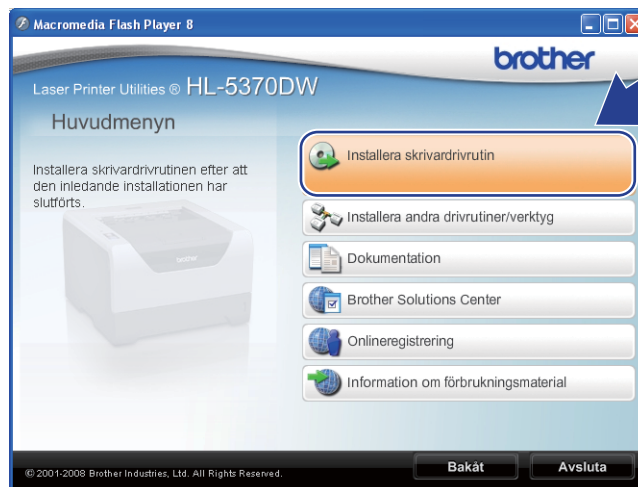 Macromedia Flash Player 8
brother
Laser Printer Utilities ® HL-5370DW
Huvudmenyn
Installera skrivardrivrutinen efter att
den inledande installationen har
slutförts.
Installera skrivardrivrutin
Installera andra drivrutiner/verktyg
Dokumentation
Brother Solutions Center
Onlineregistrering
Information om förbrukningsmaterial
© 2001-2008 Brother Industries, Ltd. All Rights Reserved.
Bakåt
Avsluta